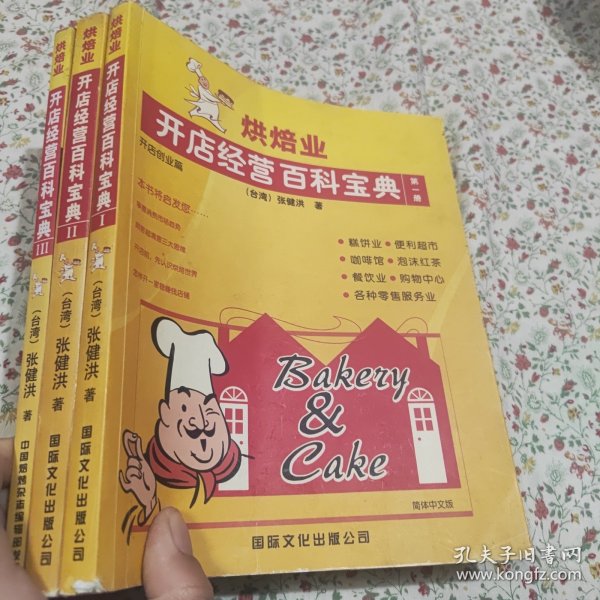 烘焙业
开店经营百科宝典
III
(台湾)张健洪 著
烘焙业
开店经营百科宝典
II
(台湾)张健洪 著
国际文化出版公司
烘焙业
开店经营百科宝典
I
(台湾)张健洪 著
国际文化出版公司
烘焙业
开店经营百科宝典
第一册
开店创业篇
(台湾)张健洪 著
本书将启发您……
• 糕饼业 • 便利超市
• 咖啡馆 • 泡沫红茶
• 餐饮业 • 购物中心
• 各种零售服务业
Bakery
&
Cake
简体中文版
国际文化出版公司
孔夫子旧书网
www.kongfz.com